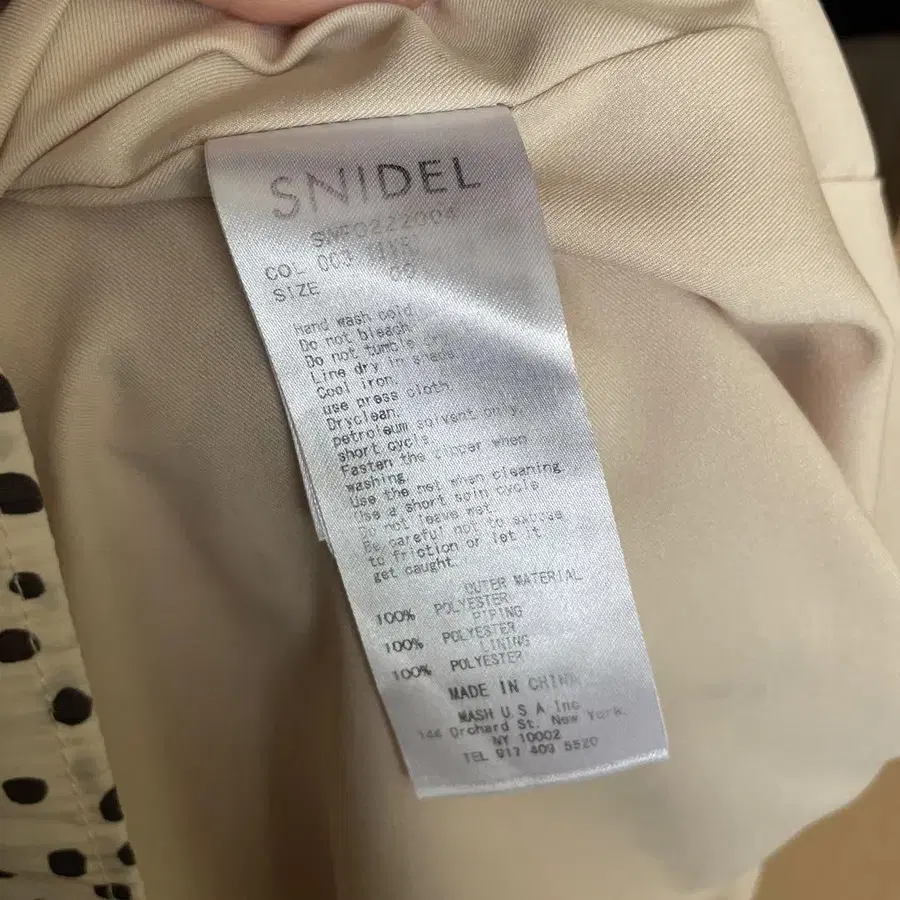 SNIDEL
SWFO222004
COL 003
SIZE
Hand wash cold.
Do not bleach.
Do not tumble dry.
Line dry in shade.
Cool iron.
use press cloth.
Dryclean.
petroleum solvent only.
short cycle.
Fasten the zipper when
washing.
Use the net when cleaning.
Use a short spin cycle.
Do not leave wet.
Be careful not to expose
to friction or let it
get caught.
OUTER MATERIAL
100% POLYESTER
PIPING
100% POLYESTER
LINING
100% POLYESTER
MADE IN CHINA
MASH U.S.A Inc
144 Orchard St. New York.
NY 10002
TEL 917 409 5520